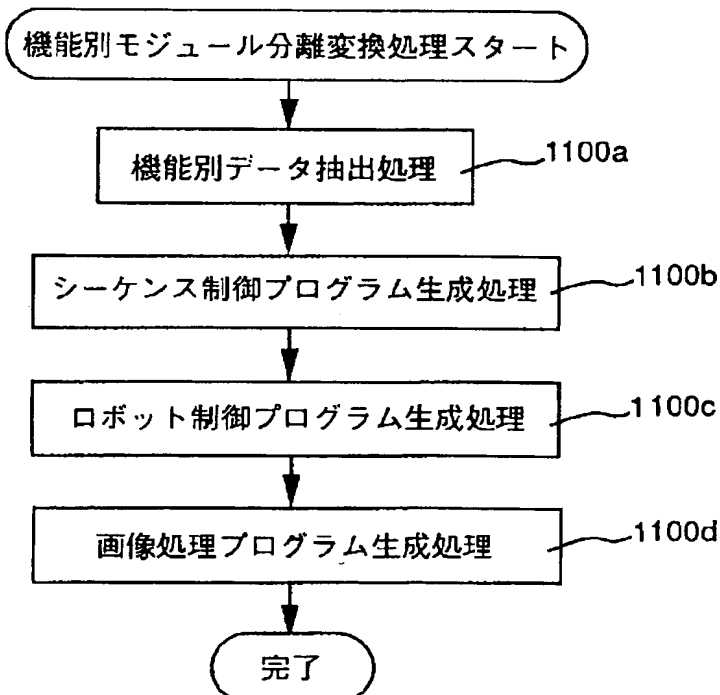 機能別モジュール分離変換処理スタート
機能別データ抽出処理
1100a
シーケンス制御プログラム生成処理
1100b
ロボット制御プログラム生成処理
1100c
画像処理プログラム生成処理
1100d
完了